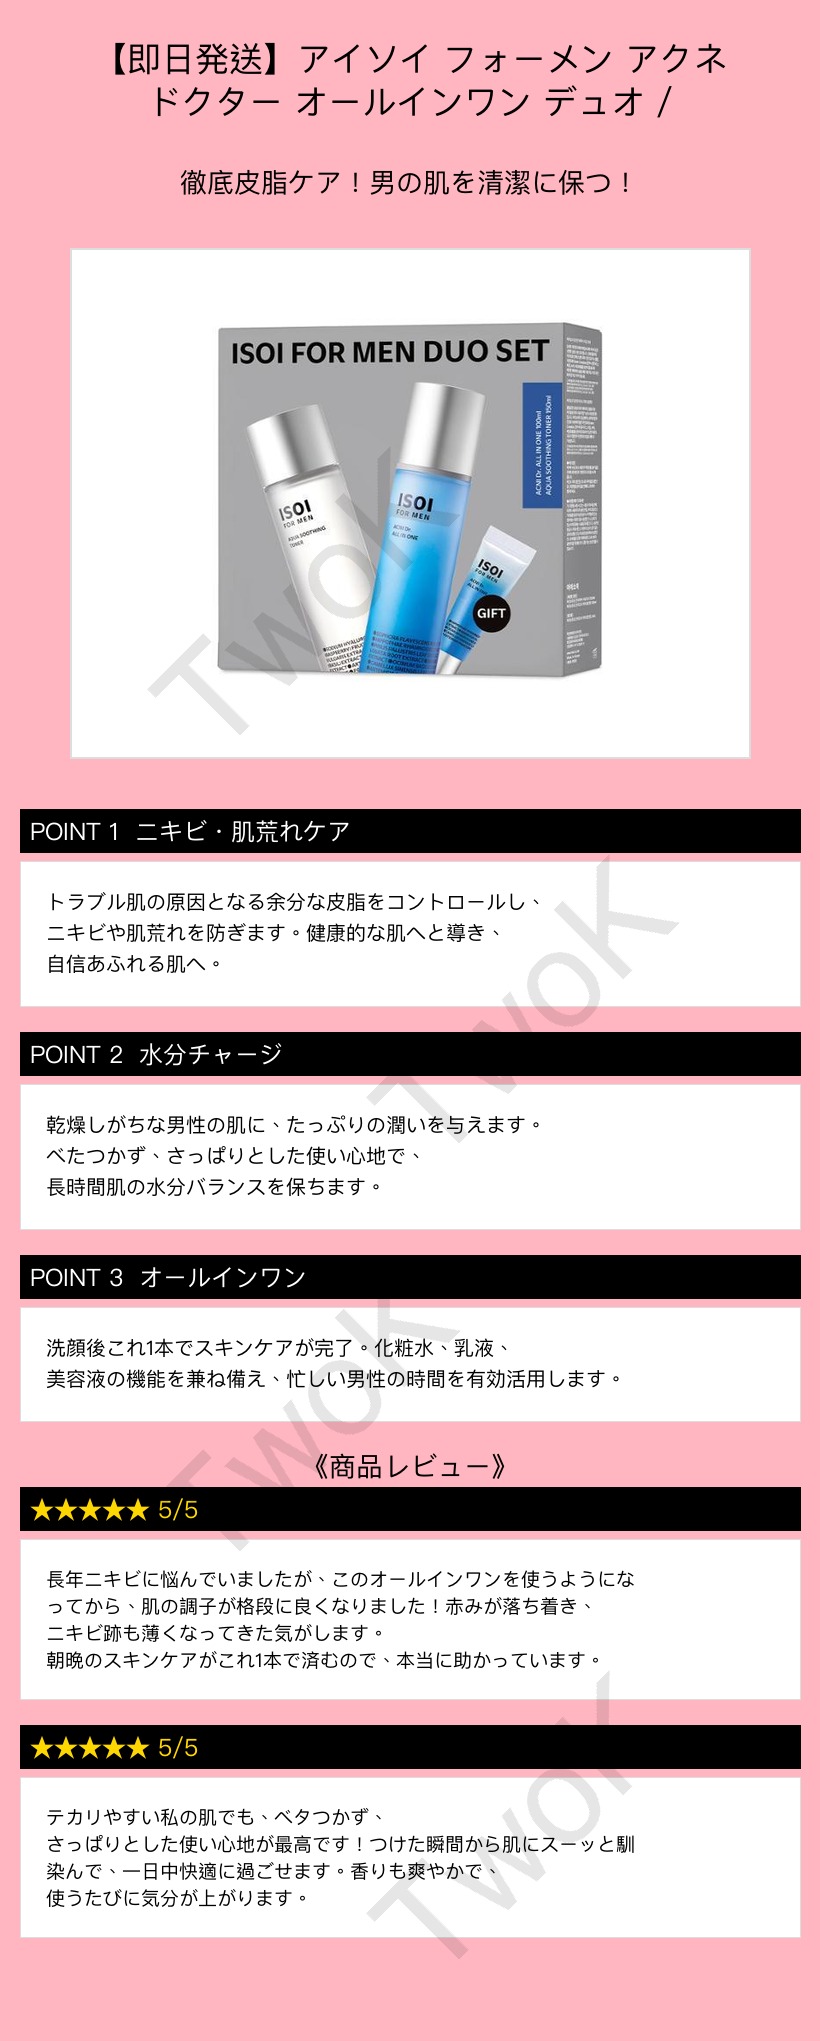 【即日発送】アイソイ フォーメン アクネ
ドクター オールインワン デュオ /
徹底皮脂ケア！男の肌を清潔に保つ！
ISOI FOR MEN DUO SET
ACNI Dr. ALL IN ONE 100ml
AQUA SOOTHING TONER 150ml
ISOI
FOR MEN
AQUA SOOTHING
TONER
ISOI
FOR MEN
ACNI Dr.
ALL IN ONE
ISOI
FOR MEN
GIFT
TwoK
POINT 1 ニキビ・肌荒れケア
トラブル肌の原因となる余分な皮脂をコントロールし、
ニキビや肌荒れを防ぎます。健康的な肌へと導き、
自信あふれる肌へ。
TwoK
POINT 2 水分チャージ
乾燥しがちな男性の肌に、たっぷりの潤いを与えます。
べたつかず、さっぱりとした使い心地で、
長時間肌の水分バランスを保ちます。
POINT 3 オールインワン
洗顔後これ1本でスキンケアが完了。化粧水、乳液、
美容液の機能を兼ね備え、忙しい男性の時間を有効活用します。
TwoK
《商品レビュー》
★★★★★ 5/5
長年ニキビに悩んでいましたが、このオールインワンを使うようにな
ってから、肌の調子が格段に良くなりました！赤みが落ち着き、
ニキビ跡も薄くなってきた気がします。
朝晩のスキンケアがこれ1本で済むので、本当に助かっています。
★★★★★ 5/5
テカリやすい私の肌でも、ベタつかず、
さっぱりとした使い心地が最高です！つけた瞬間から肌にスーッと馴
染んで、一日中快適に過ごせます。香りも爽やかで、
使うたびに気分が上がります。
TwoK